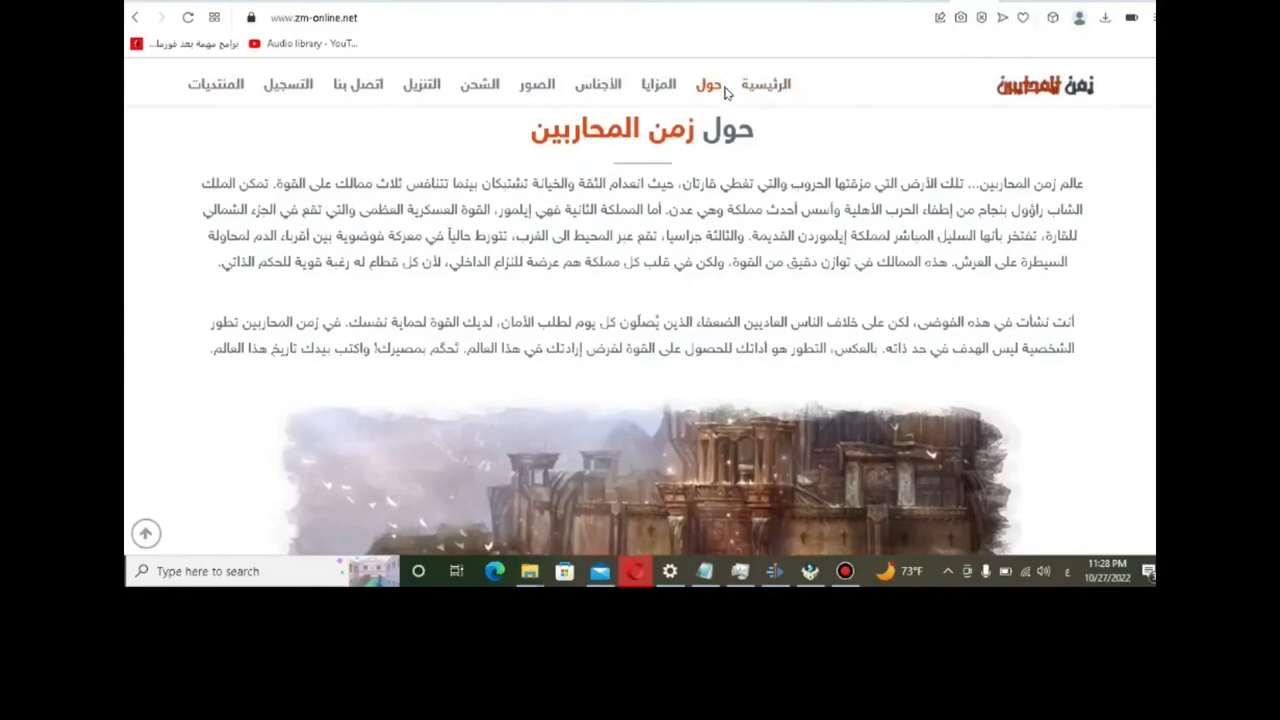 www.zm-online.net
برامج مهمة بعد فورما...
Audio library - YouT...
زمن المحاربين
الرئيسية حول المزايا الأجناس الصور الشحن التنزيل اتصل بنا التسجيل المنتديات
حول زمن المحاربين
عالم زمن المحاربين... تلك الأرض التي مزقتها الحروب والتي تغطي قارتان، حيث انعدام الثقة والخيانة تشتبكان بينما تتنافس ثلاث ممالك على القوة. تمكن الملك
الشاب راؤول بنجاح من إطفاء الحرب الأهلية وأسس أحدث مملكة وهي عدن. أما المملكة الثانية فهي إيلمور، القوة العسكرية العظمى والتي تقع في الجزء الشمالي
للقارة، تفتخر بأنها السليل المباشر لمملكة إيلموردن القديمة. والثالثة جراسيا، تقع عبر المحيط الى الغرب، تتورط حالياً في معركة فوضوية بين أقرباء الدم لمحاولة
السيطرة على العرش. هذه الممالك في توازن دقيق من القوة، ولكن في قلب كل مملكة هم عرضة للنزاع الداخلي، لأن كل قطاع له رغبة قوية للحكم الذاتي.
أنت نشأت في هذه الفوضى، لكن على خلاف الناس العاديين الضعفاء الذين يُصلّون كل يوم لطلب الأمان، لديك القوة لحماية نفسك. في زمن المحاربين تطور
الشخصية ليس الهدف في حد ذاته. بالعكس، التطور هو أداتك للحصول على القوة لفرض إرادتك في هذا العالم. تَحكّم بمصيرك! واكتب بيدك تاريخ هذا العالم.
Type here to search
73°F
ع
11:28 PM
10/27/2022